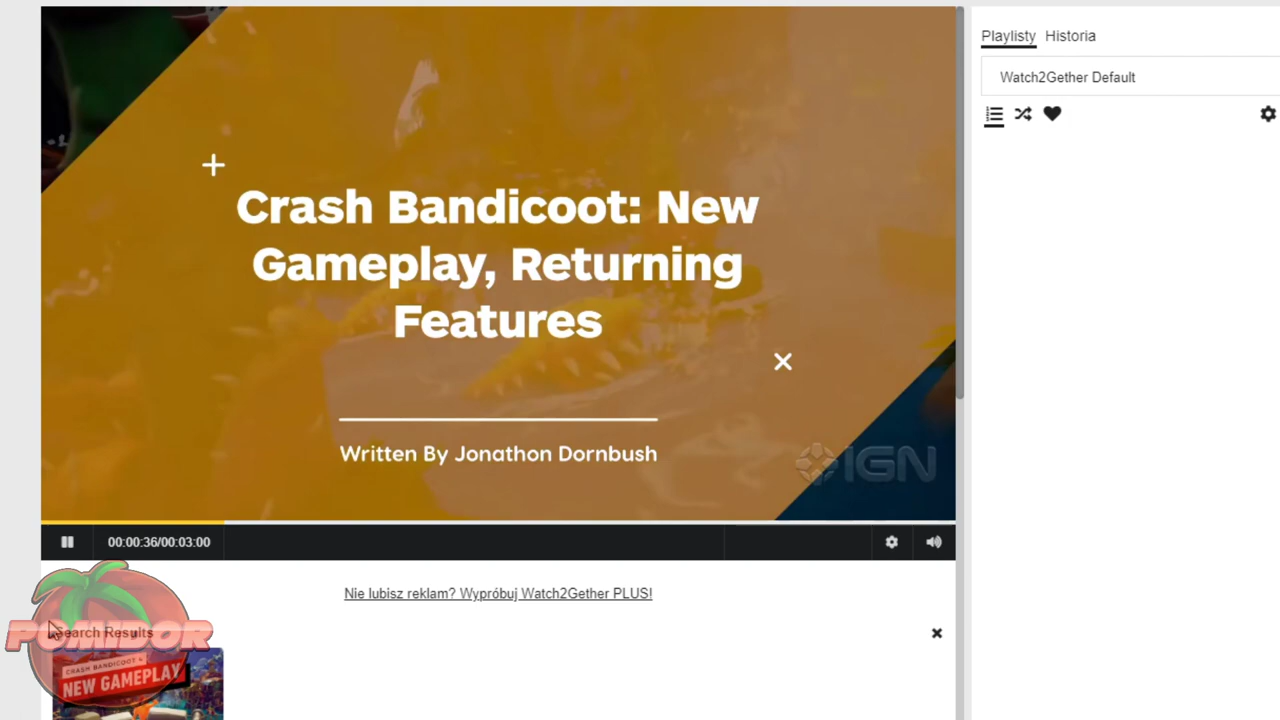 Playlisty Historia
Watch2Gether Default
Crash Bandicoot: New
Gameplay, Returning
Features
Written By Jonathon Dornbush
IGN
00:00:36/00:03:00
Nie lubisz reklam? Wypróbuj Watch2Gether PLUS!
Search Results
POMIDOR
CRASH BANDICOOT 4
NEW GAMEPLAY